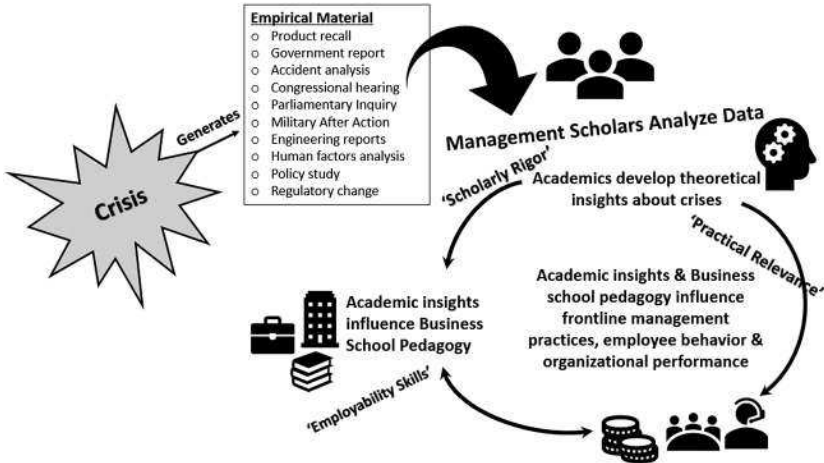 Empirical Material
o Product recall
o Government report
o Accident analysis
o Congressional hearing
o Parliamentary Inquiry
o Military After Action
o Engineering reports
o Human factors analysis
o Policy study
o Regulatory change
Generates
Crisis
Management Scholars Analyze Data
'Scholarly Rigor'
Academics develop theoretical
insights about crises
'Practical Relevance'
Academic insights
influence Business
School Pedagogy
Academic insights & Business
school pedagogy influence
frontline management
practices, employee behavior &
organizational performance
'Employability Skills'